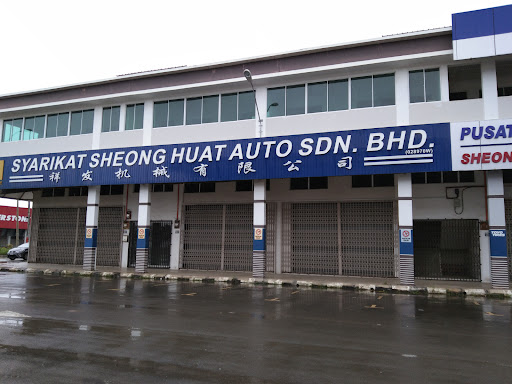 SYARIKAT SHEONG HUAT AUTO SDN. BHD.
祥发机械有限公司
PUSAT
SHEON